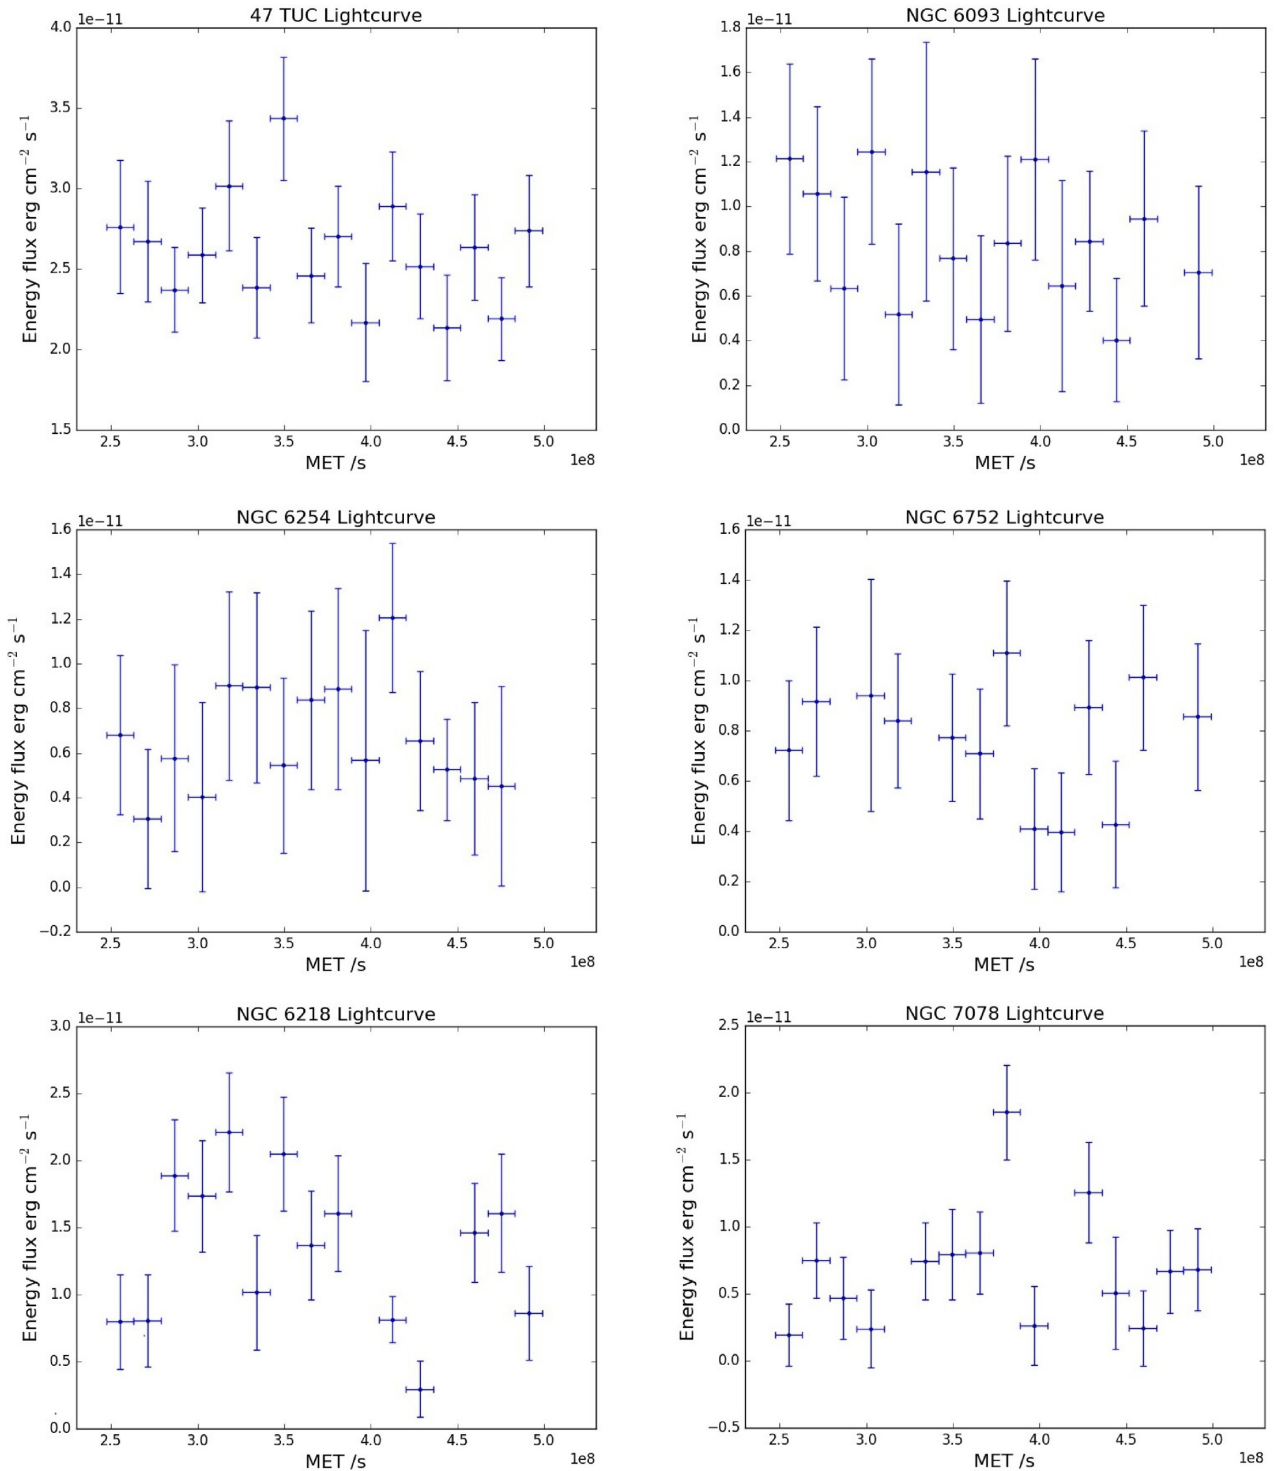 47 TUC Lightcurve
1e−11
4.0
3.5
3.0
2.5
2.0
1.5
Energy flux erg cm−2 s−1
2.5 3.0 3.5 4.0 4.5 5.0
1e8
MET /s
NGC 6093 Lightcurve
1e−11
1.8
1.6
1.4
1.2
1.0
0.8
0.6
0.4
0.2
0.0
Energy flux erg cm−2 s−1
2.5 3.0 3.5 4.0 4.5 5.0
1e8
MET /s
NGC 6254 Lightcurve
1e−11
1.6
1.4
1.2
1.0
0.8
0.6
0.4
0.2
0.0
−0.2
Energy flux erg cm−2 s−1
2.5 3.0 3.5 4.0 4.5 5.0
1e8
MET /s
NGC 6752 Lightcurve
1e−11
1.6
1.4
1.2
1.0
0.8
0.6
0.4
0.2
0.0
Energy flux erg cm−2 s−1
2.5 3.0 3.5 4.0 4.5 5.0
1e8
MET /s
NGC 6218 Lightcurve
1e−11
3.0
2.5
2.0
1.5
1.0
0.5
0.0
Energy flux erg cm−2 s−1
2.5 3.0 3.5 4.0 4.5 5.0
1e8
MET /s
NGC 7078 Lightcurve
1e−11
2.5
2.0
1.5
1.0
0.5
0.0
−0.5
Energy flux erg cm−2 s−1
2.5 3.0 3.5 4.0 4.5 5.0
1e8
MET /s